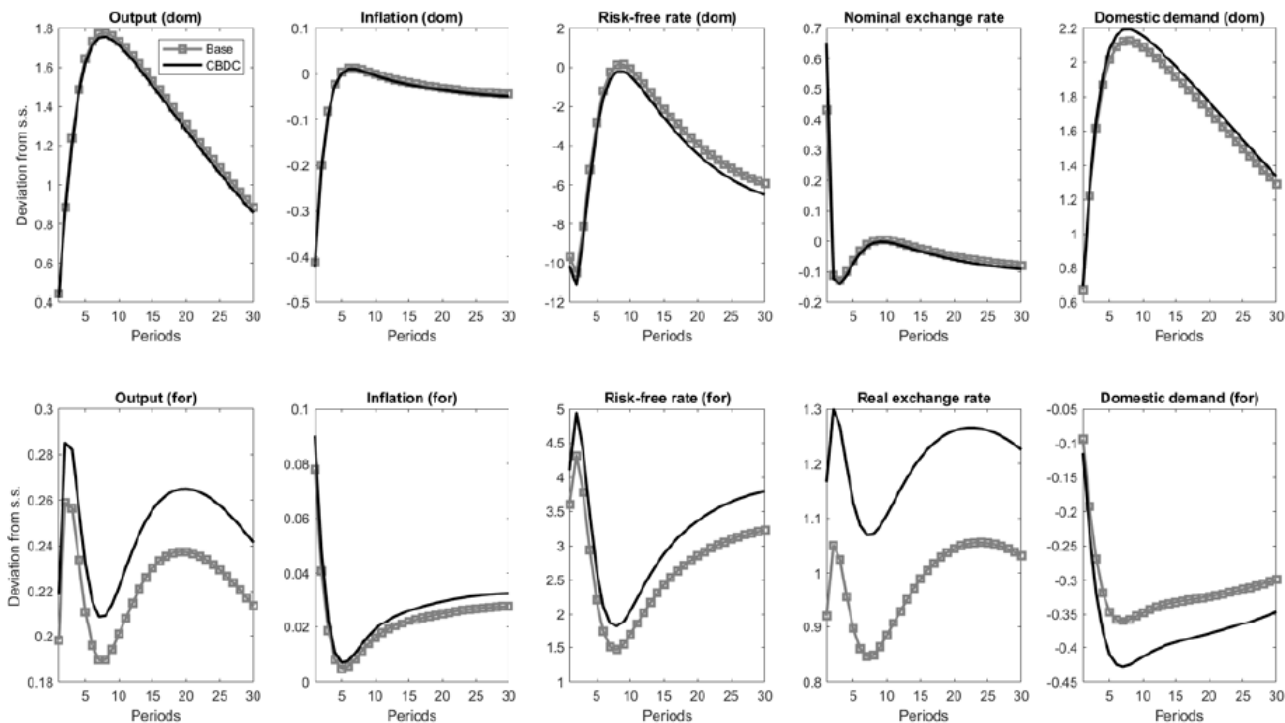 Output (dom)
Inflation (dom)
Risk-free rate (dom)
Nominal exchange rate
Domestic demand (dom)
Deviation from s.s.
1.8
1.6
1.4
1.2
1
0.8
0.6
0.4
Base
CBDC
5 10 15 20 25 30
Periods
0.1
0
-0.1
-0.2
-0.3
-0.4
-0.5
5 10 15 20 25 30
Periods
2
0
-2
-4
-6
-8
-10
-12
5 10 15 20 25 30
Periods
0.7
0.6
0.5
0.4
0.3
0.2
0.1
0
-0.1
-0.2
5 10 15 20 25 30
Periods
2.2
2
1.8
1.6
1.4
1.2
1
0.8
0.6
5 10 15 20 25 30
Periods
Output (for)
Inflation (for)
Risk-free rate (for)
Real exchange rate
Domestic demand (for)
Deviation from s.s.
0.3
0.28
0.26
0.24
0.22
0.2
0.18
5 10 15 20 25 30
Periods
0.1
0.08
0.06
0.04
0.02
0
5 10 15 20 25 30
Periods
5
4.5
4
3.5
3
2.5
2
1.5
1
5 10 15 20 25 30
Periods
1.3
1.2
1.1
1
0.9
0.8
5 10 15 20 25 30
Periods
-0.05
-0.1
-0.15
-0.2
-0.25
-0.3
-0.35
-0.4
-0.45
5 10 15 20 25 30
Periods